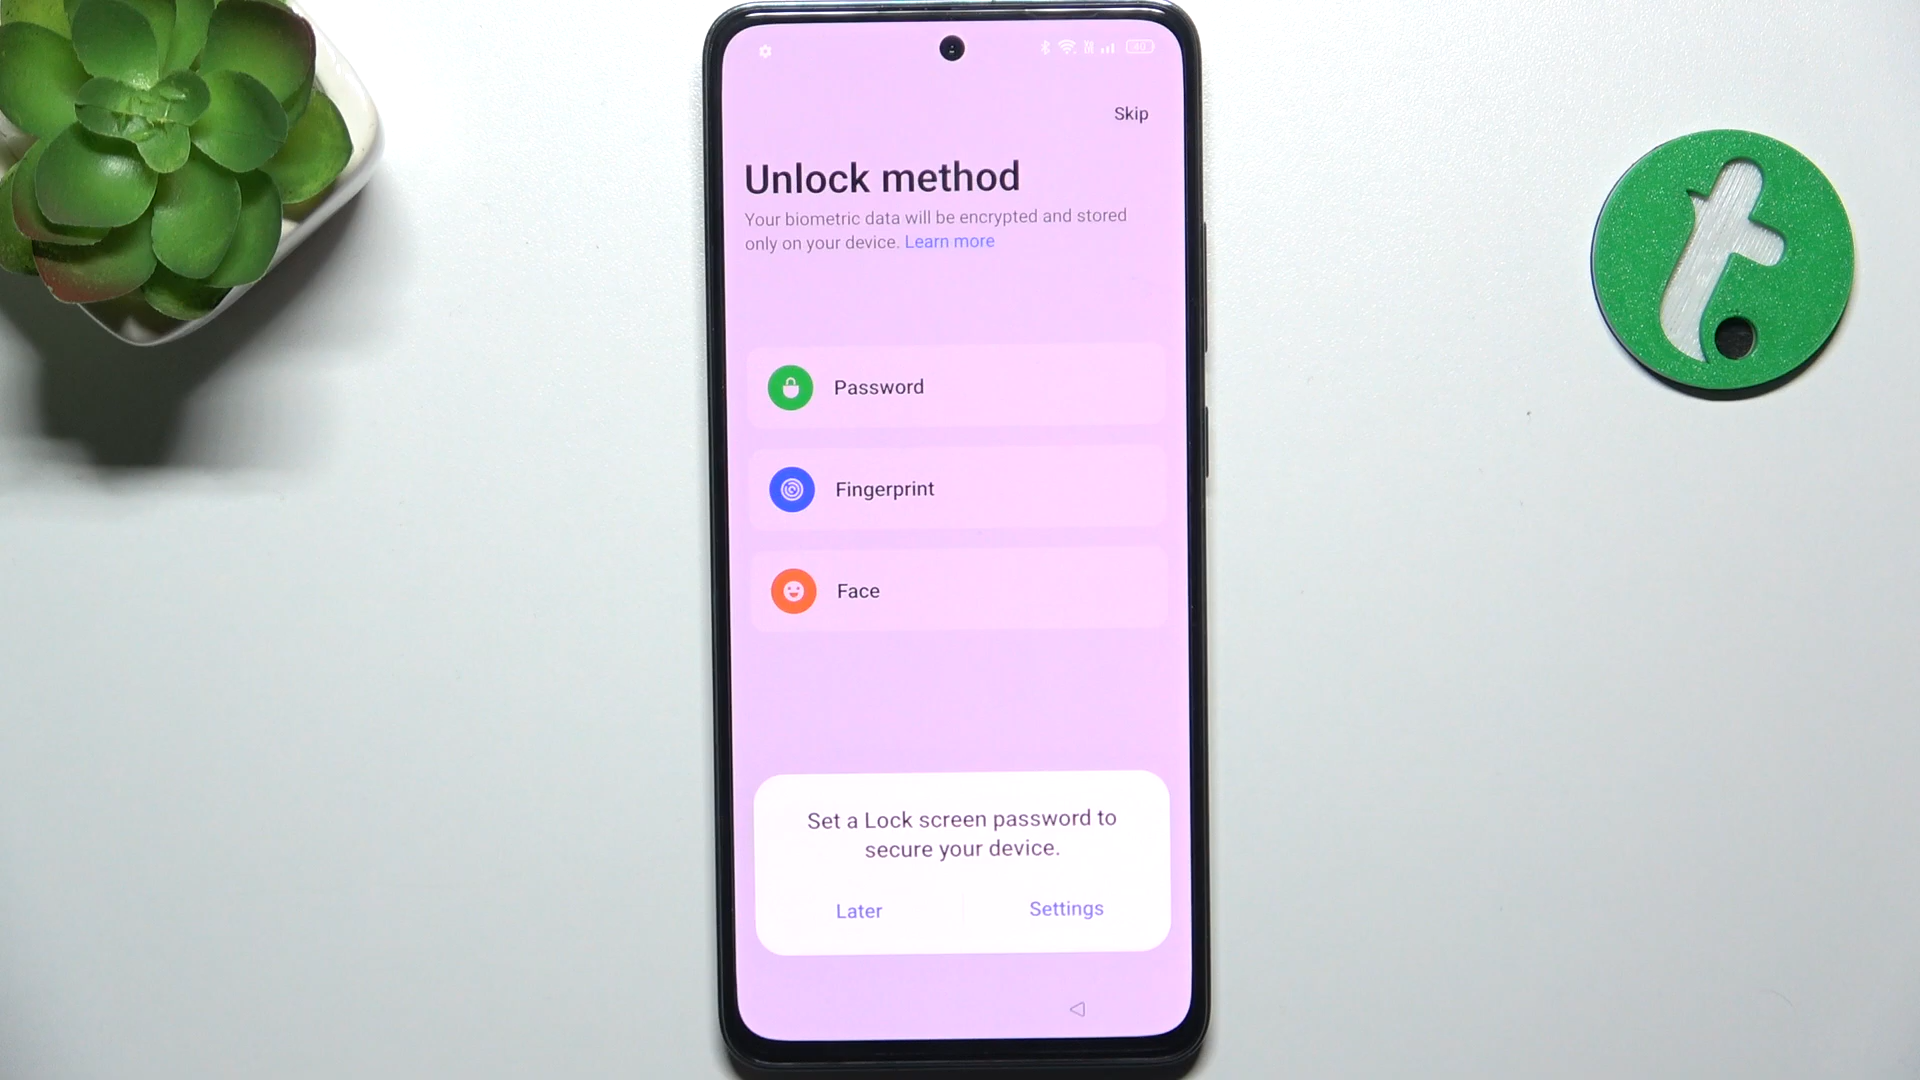 40
Skip
Unlock method
Your biometric data will be encrypted and stored
only on your device. Learn more
Password
Fingerprint
Face
Set a Lock screen password to
secure your device.
Later
Settings